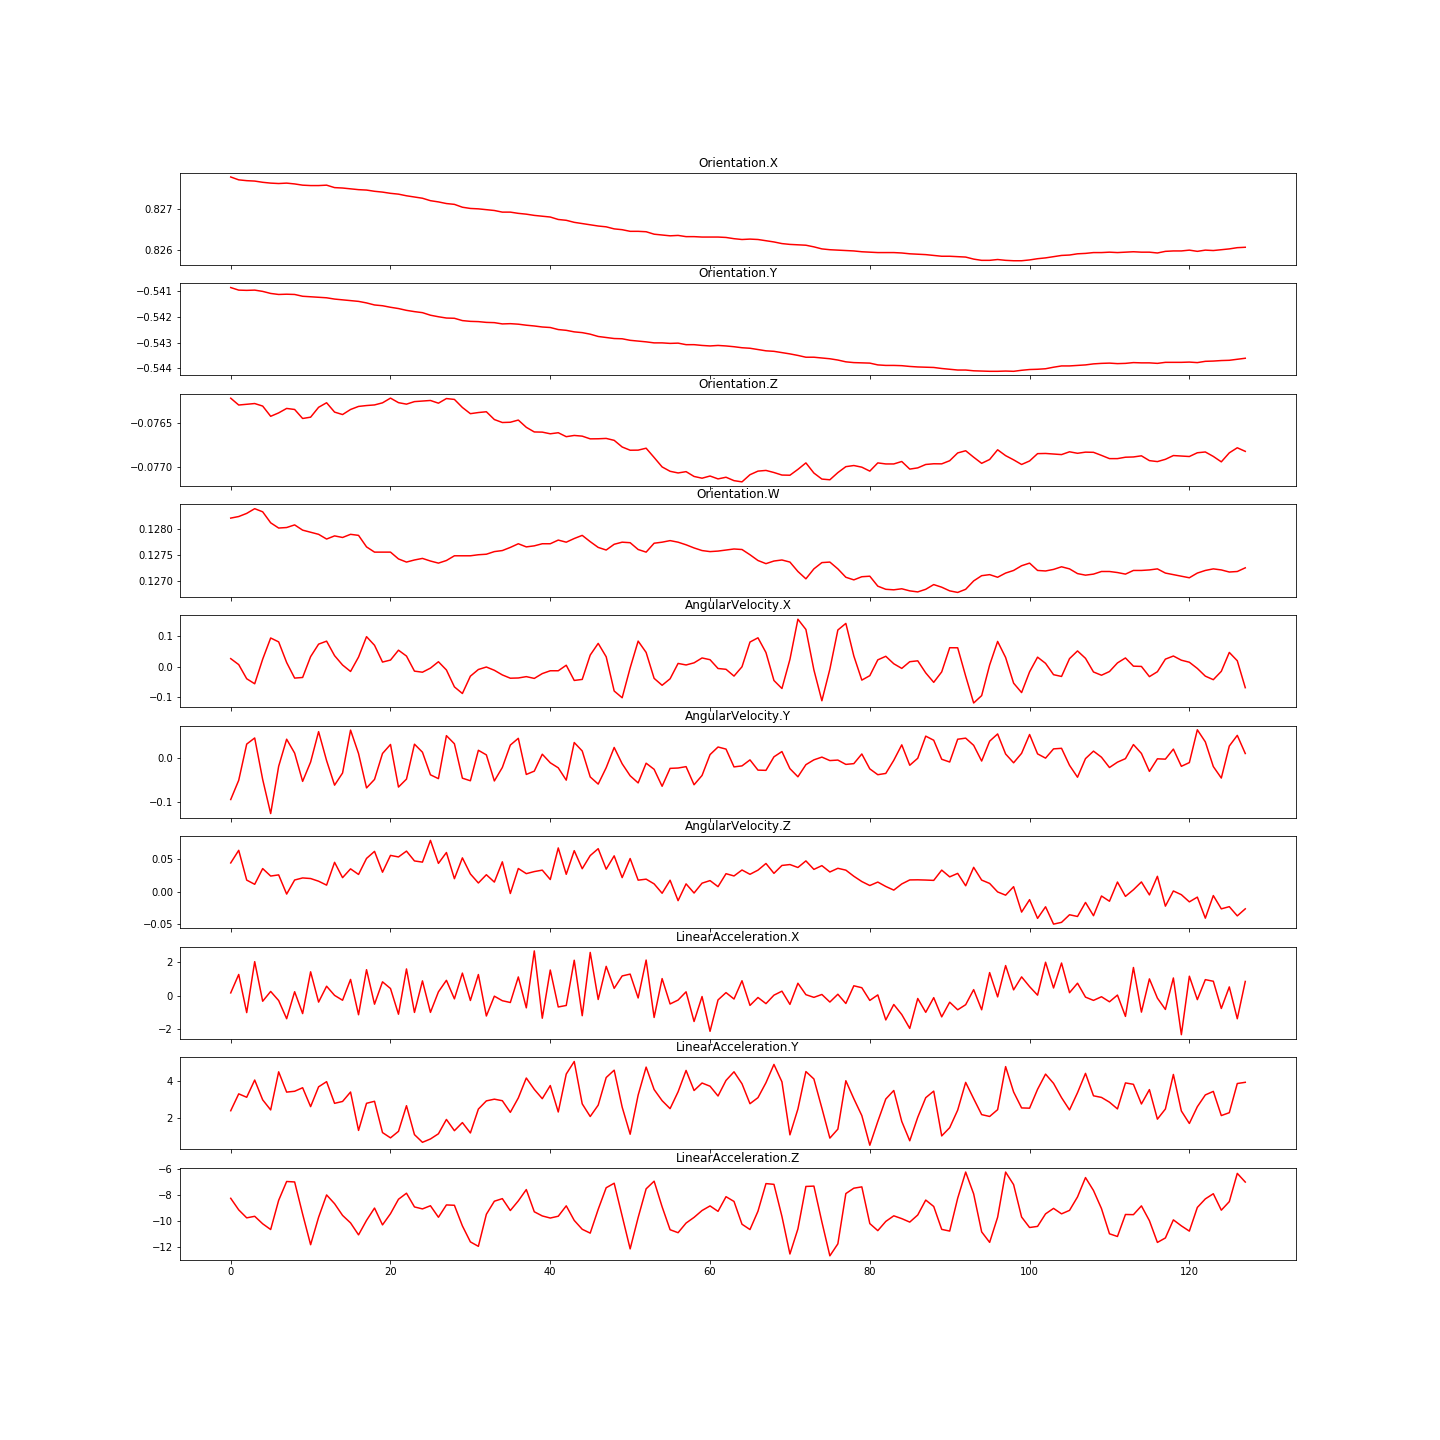 Orientation.X
0.827
0.826
Orientation.Y
−0.541
−0.542
−0.543
−0.544
Orientation.Z
−0.0765
−0.0770
Orientation.W
0.1280
0.1275
0.1270
AngularVelocity.X
0.1
0.0
−0.1
AngularVelocity.Y
0.0
−0.1
AngularVelocity.Z
0.05
0.00
−0.05
LinearAcceleration.X
2
0
−2
LinearAcceleration.Y
4
2
LinearAcceleration.Z
−6
−8
−10
−12
0 20 40 60 80 100 120